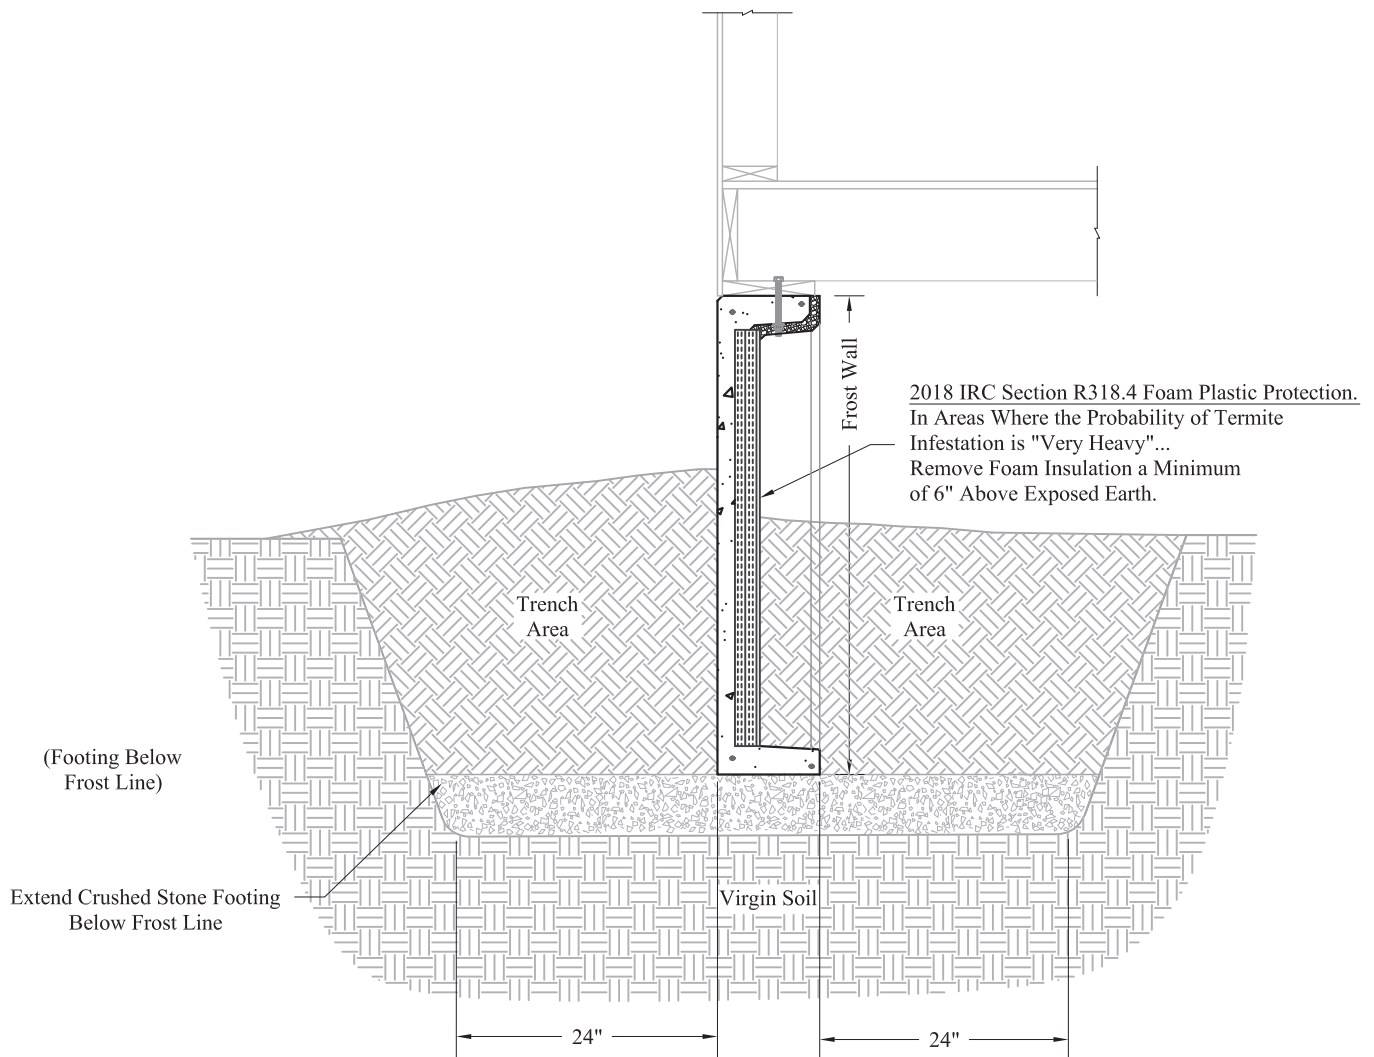 Frost Wall
2018 IRC Section R318.4 Foam Plastic Protection.
In Areas Where the Probability of Termite
Infestation is "Very Heavy"...
Remove Foam Insulation a Minimum
of 6" Above Exposed Earth.
Trench
Area
Trench
Area
(Footing Below
Frost Line)
Extend Crushed Stone Footing
Below Frost Line
Virgin Soil
24"
24"